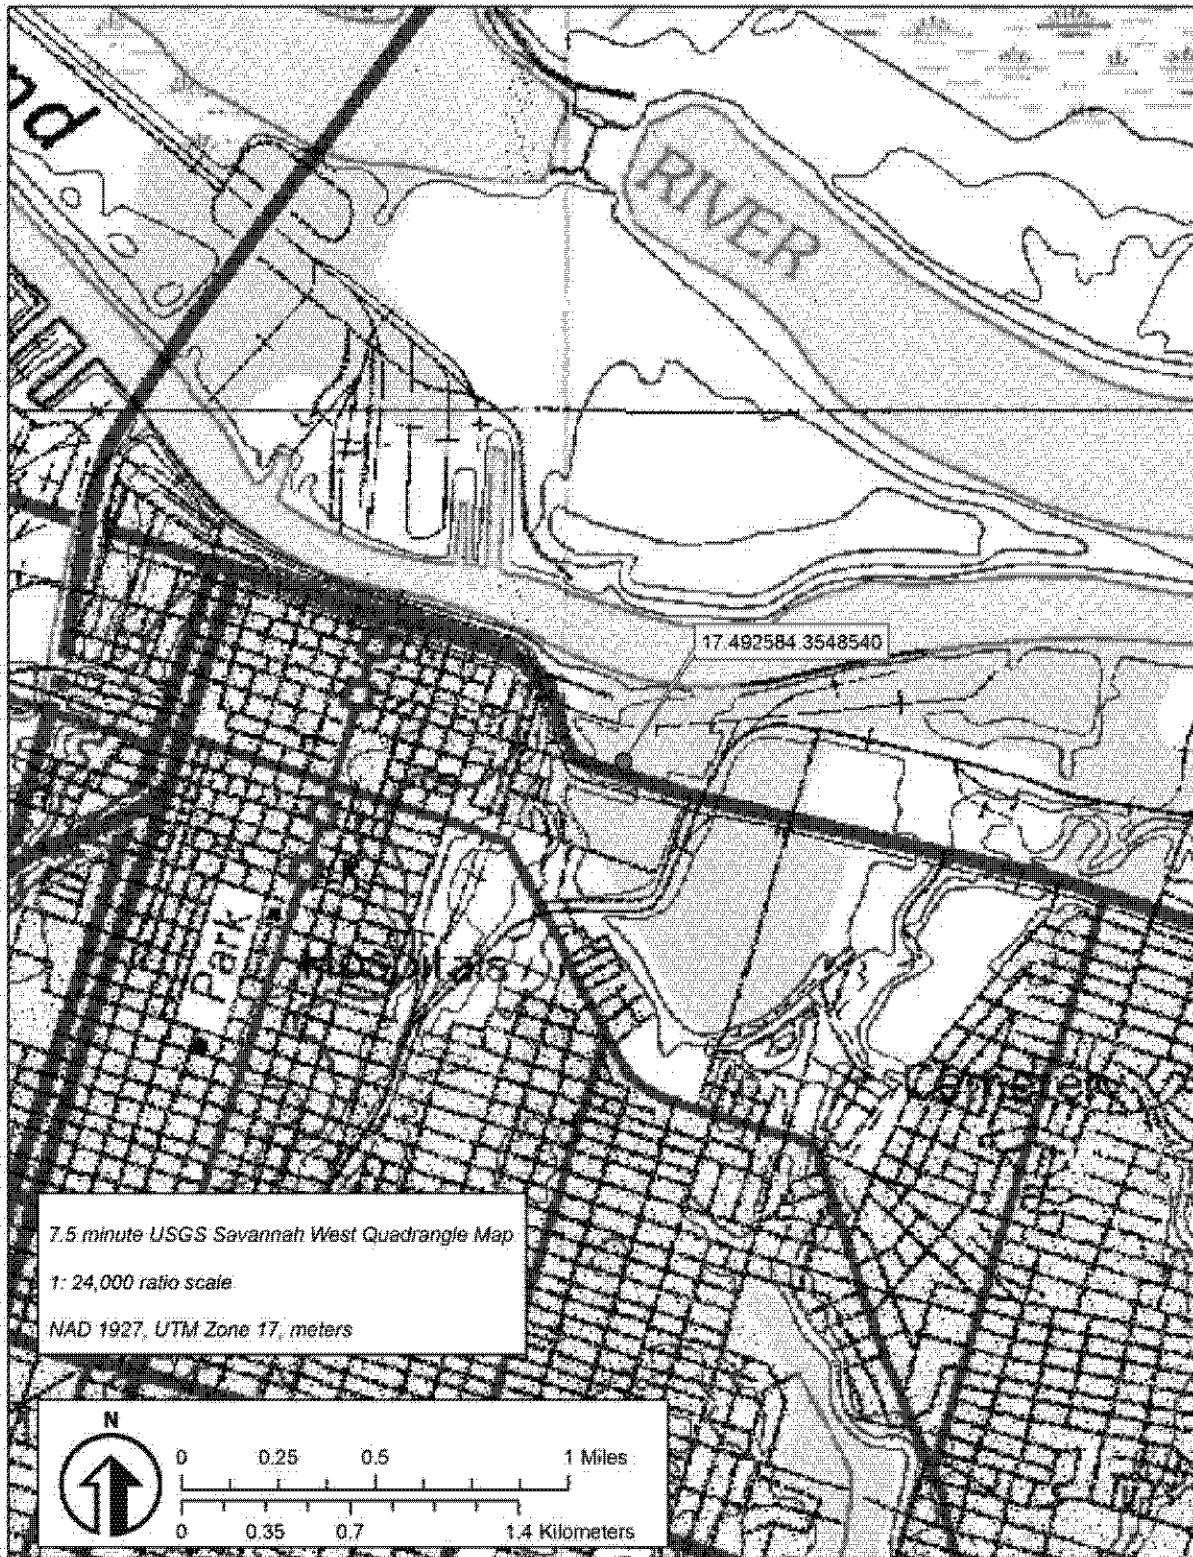 nd
RIVER
17.492584.3548540
Park
7.5 minute USGS Savannah West Quadrangle Map
1: 24,000 ratio scale
NAD 1927, UTM Zone 17, meters
N
0 0.25 0.5 1 Miles
0 0.35 0.7 1.4 Kilometers